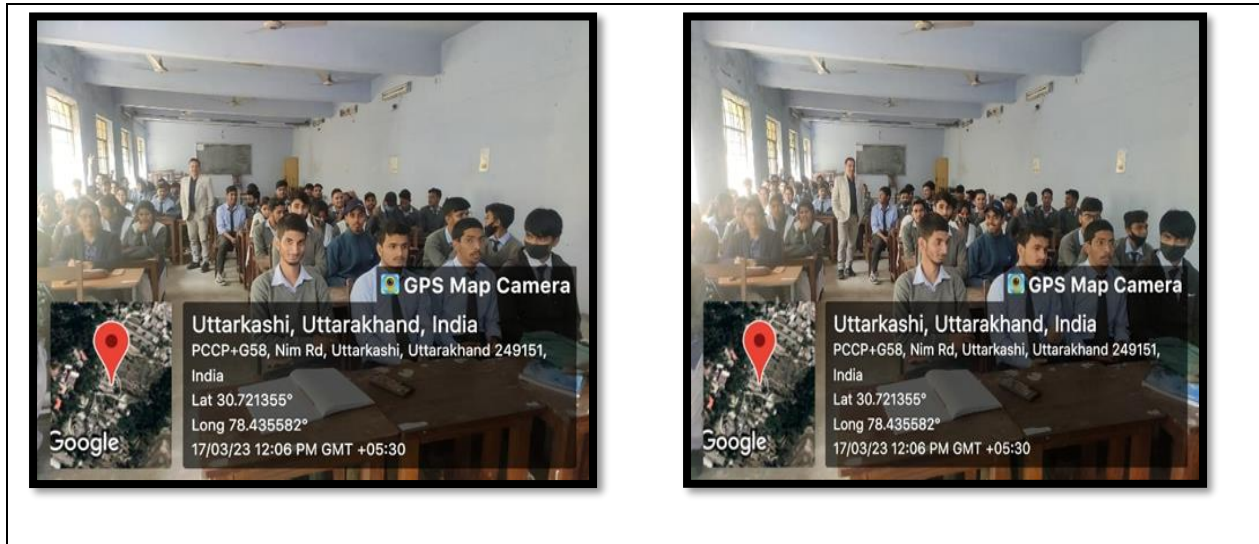 GPS Map Camera
Uttarkashi, Uttarakhand, India
PCCP+G58, Nim Rd, Uttarkashi, Uttarakhand 249151,
India
Lat 30.721355°
Long 78.435582°
17/03/23 12:06 PM GMT +05:30
Google
GPS Map Camera
Uttarkashi, Uttarakhand, India
PCCP+G58, Nim Rd, Uttarkashi, Uttarakhand 249151,
India
Lat 30.721355°
Long 78.435582°
17/03/23 12:06 PM GMT +05:30
Google